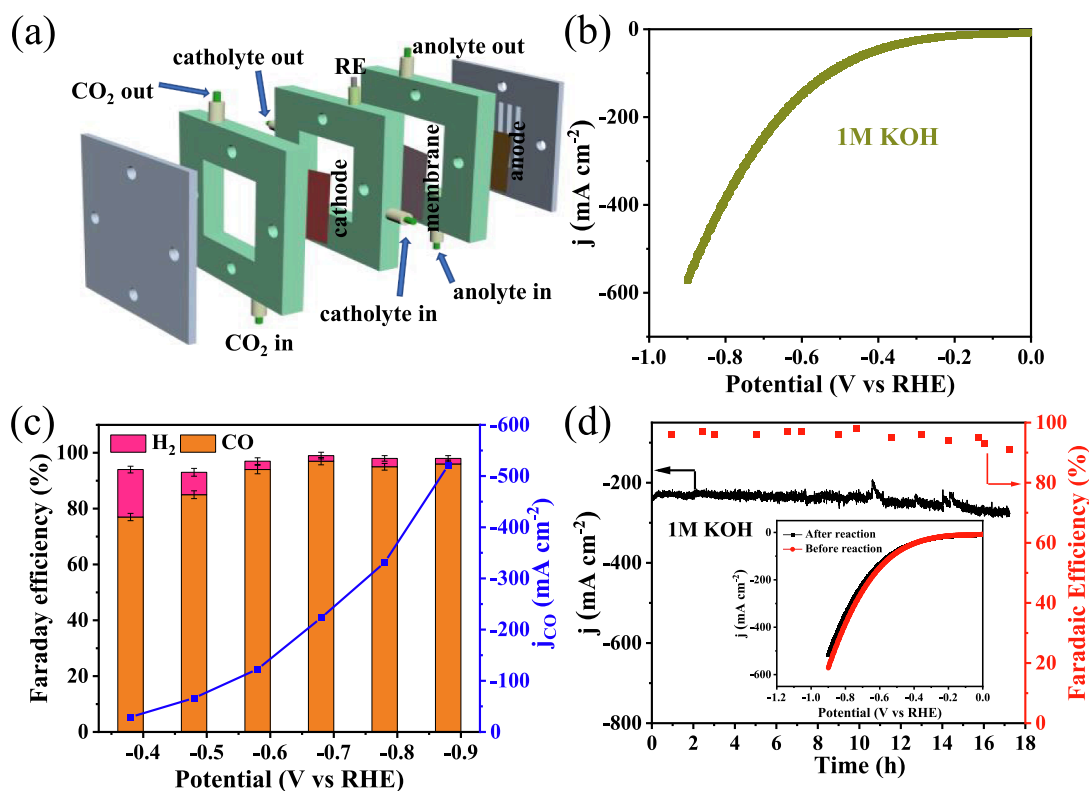 (a)
catholyte out
anolyte out
RE
CO2 out
cathode
membrane
anode
anolyte in
catholyte in
CO2 in
(b)
0
-200
-400
-600
j (mA cm-2)
1M KOH
-1.0 -0.8 -0.6 -0.4 -0.2 0.0
Potential (V vs RHE)
(c)
H2 CO
100
80
60
40
20
0
Faraday efficiency (%)
-600
-500
-400
-300
-200
-100
0
jCO (mA cm-2)
-0.4 -0.5 -0.6 -0.7 -0.8 -0.9
Potential (V vs RHE)
(d)
-200
-400
-600
-800
j (mA cm-2)
1M KOH
100
80
60
40
20
0
Faradaic Efficiency (%)
After reaction
Before reaction
0
-200
-400
-600
j (mA cm-2)
-1.2 -1.0 -0.8 -0.6 -0.4 -0.2 0.0
Potential (V vs RHE)
0 2 4 6 8 10 12 14 16 18
Time (h)